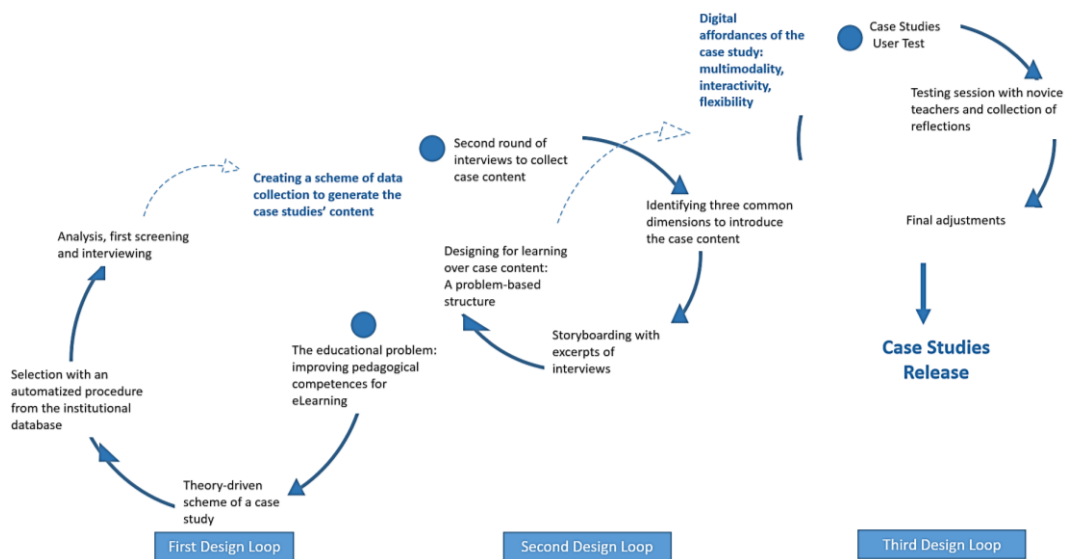 Digital
affordances of the
case study:
multimodality,
interactivity,
flexibility
Case Studies
User Test
Testing session with novice
teachers and collection of
reflections
Final adjustments
Case Studies
Release
Second round of
interviews to collect
case content
Identifying three common
dimensions to introduce
the case content
Storyboarding with
excerpts of
interviews
Designing for learning
over case content:
A problem-based
structure
Creating a scheme of data
collection to generate the
case studies’ content
Analysis, first screening
and interviewing
The educational problem:
improving pedagogical
competences for
eLearning
Selection with an
automatized procedure
from the institutional
database
Theory-driven
scheme of a case
study
First Design Loop
Second Design Loop
Third Design Loop